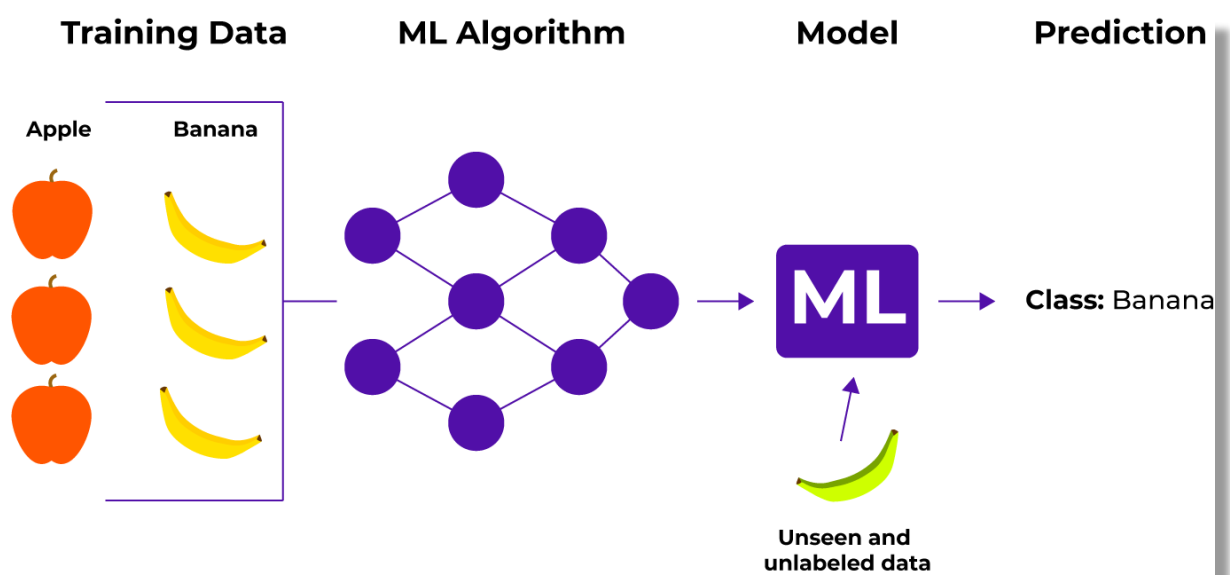 Training Data
ML Algorithm
Model
Prediction
Apple
Banana
ML
Class: Banana
Unseen and
unlabeled data